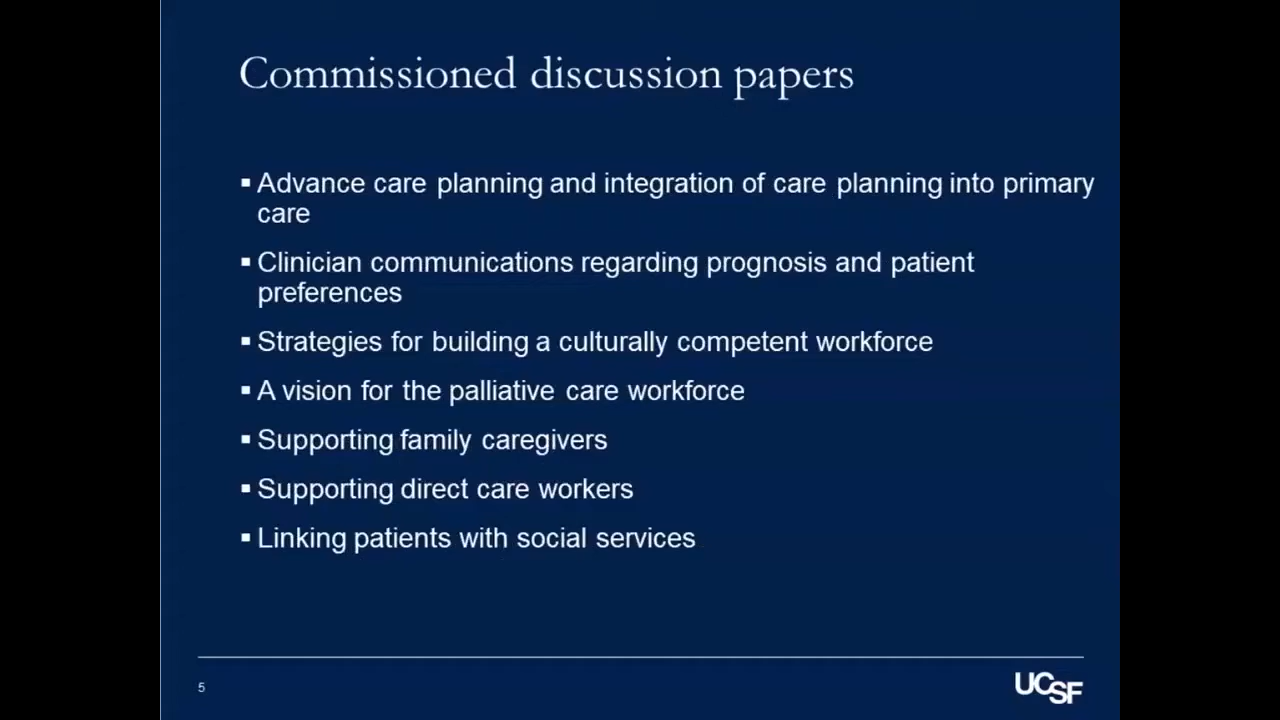 Commissioned discussion papers
▪ Advance care planning and integration of care planning into primary
care
▪ Clinician communications regarding prognosis and patient
preferences
▪ Strategies for building a culturally competent workforce
▪ A vision for the palliative care workforce
▪ Supporting family caregivers
▪ Supporting direct care workers
▪ Linking patients with social services
5
UCSF